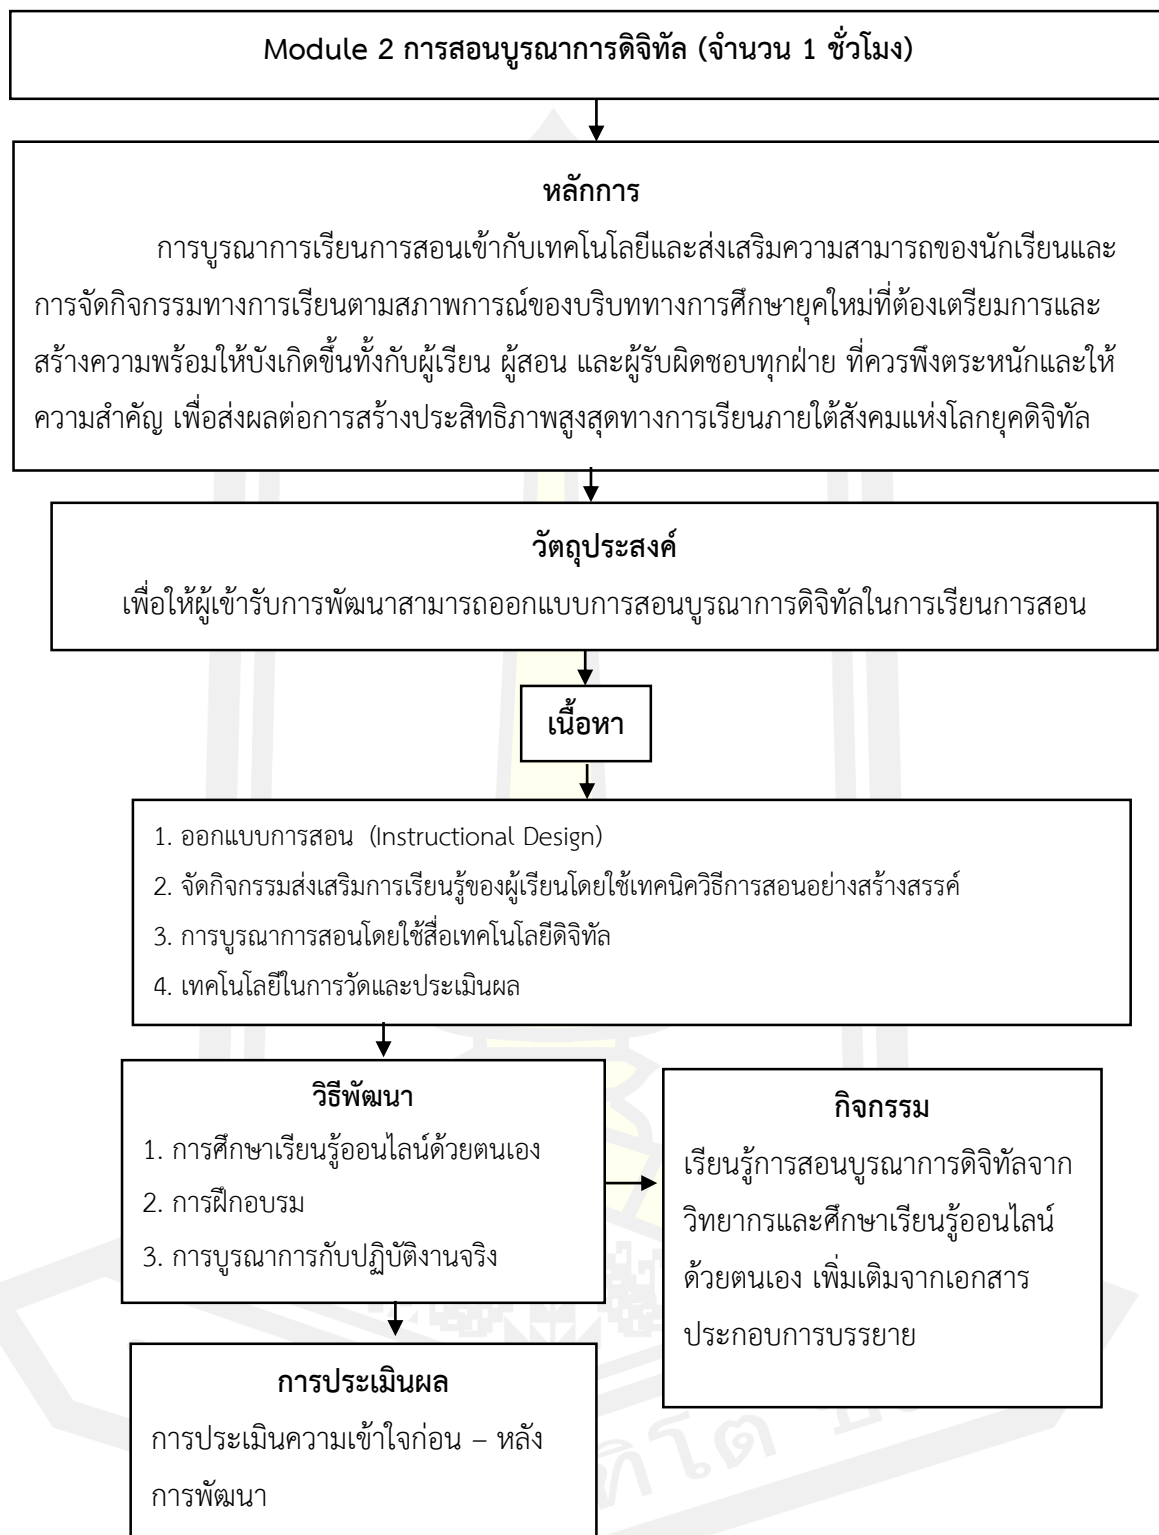 Module 2 การสอนบูรณาการดิจิทัล (จำนวน 1 ชั่วโมง)
หลักการ
การบูรณาการเรียนการสอนเข้ากับเทคโนโลยีและส่งเสริมความสามารถของนักเรียนและ
การจัดกิจกรรมทางการเรียนตามสภาพการณ์ของบริบททางการศึกษายุคใหม่ที่ต้องเตรียมการและ
สร้างความพร้อมให้บังเกิดขึ้นทั้งกับผู้เรียน ผู้สอน และผู้รับผิดชอบทุกฝ่าย ที่ควรพึงตระหนักและให้
ความสำคัญ เพื่อส่งผลต่อการสร้างประสิทธิภาพสูงสุดทางการเรียนภายใต้สังคมแห่งโลกยุคดิจิทัล
วัตถุประสงค์
เพื่อให้ผู้เข้ารับการพัฒนาสามารถออกแบบการสอนบูรณาการดิจิทัลในการเรียนการสอน
เนื้อหา
1. ออกแบบการสอน (Instructional Design)
2. จัดกิจกรรมส่งเสริมการเรียนรู้ของผู้เรียนโดยใช้เทคนิควิธีการสอนอย่างสร้างสรรค์
3. การบูรณาการสอนโดยใช้สื่อเทคโนโลยีดิจิทัล
4. เทคโนโลยีในการวัดและประเมินผล
วิธีพัฒนา
1. การศึกษาเรียนรู้ออนไลน์ด้วยตนเอง
2. การฝึกอบรม
3. การบูรณาการกับปฏิบัติงานจริง
กิจกรรม
เรียนรู้การสอนบูรณาการดิจิทัลจาก
วิทยากรและศึกษาเรียนรู้ออนไลน์
ด้วยตนเอง เพิ่มเติมจากเอกสาร
ประกอบการบรรยาย
การประเมินผล
การประเมินความเข้าใจก่อน – หลัง
การพัฒนา